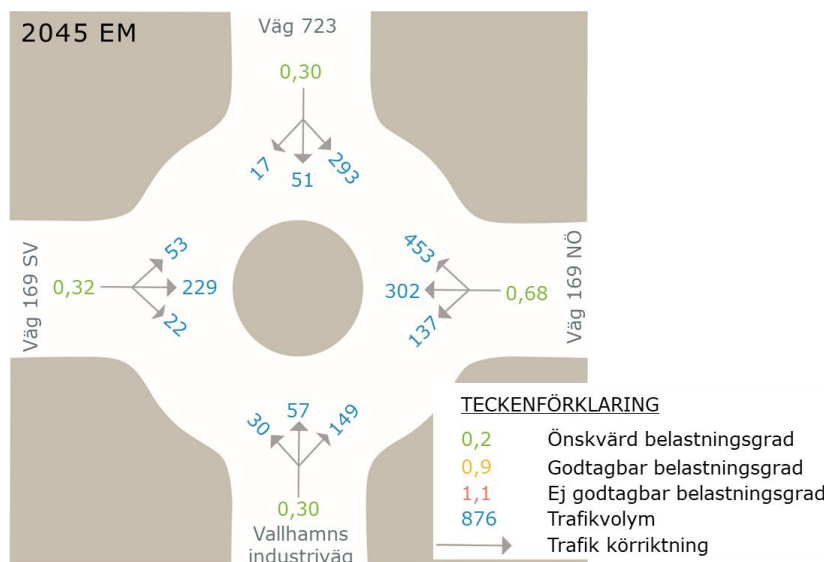 2045 EM
Väg 723
0,30
17
51
293
Väg 169 SV
0,32
53
229
22
453
302
137
0,68
Väg 169 NÖ
30
57
149
0,30
Vallhamns
industriväg
TECKENFÖRKLARING
0,2 Önskvärd belastningsgrad
0,9 Godtagbar belastningsgrad
1,1 Ej godtagbar belastningsgrad
876 Trafikvolym
Trafik körriktning